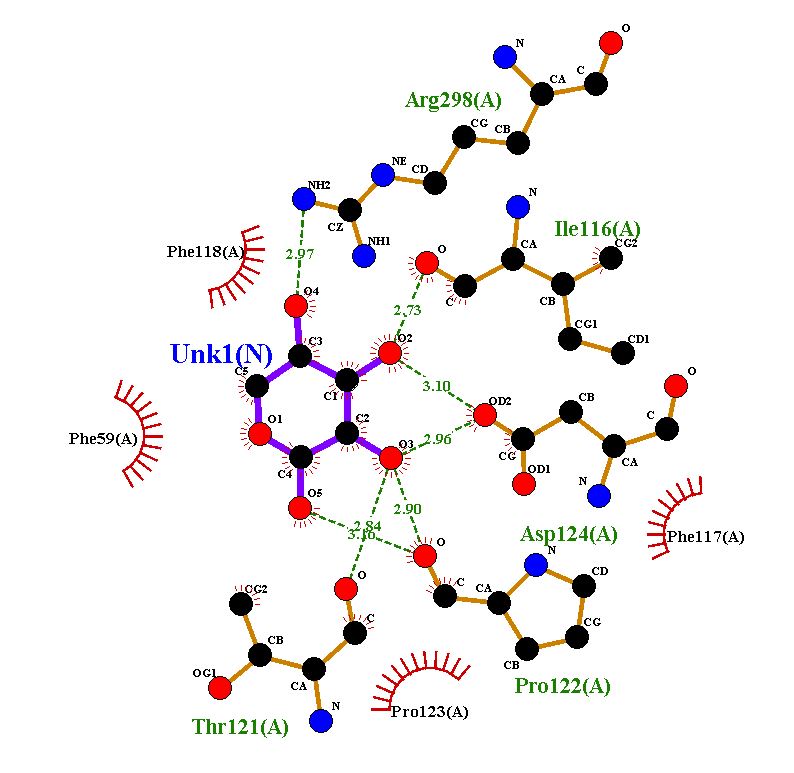 O
N
CA
C
Arg298(A)
CG
CB
NE
CD
NH2
CZ
NH1
N
Ile116(A)
CG2
Phe118(A)
O
CA
C
CB
2.97
O4
2.73
CG1
CD1
O2
Unk1(N)
C3
C5
C1
3.10
O
CB
OD2
C
O1
C2
O3
2.96
CG
CA
Phe59(A)
C4
OD1
N
O5
2.90
2.84
3.16
Asp124(A)
Phe117(A)
O
N
CD
O
C
CA
CG2
C
CG
CB
CB
OG1
CA
Pro122(A)
N
Pro123(A)
Thr121(A)